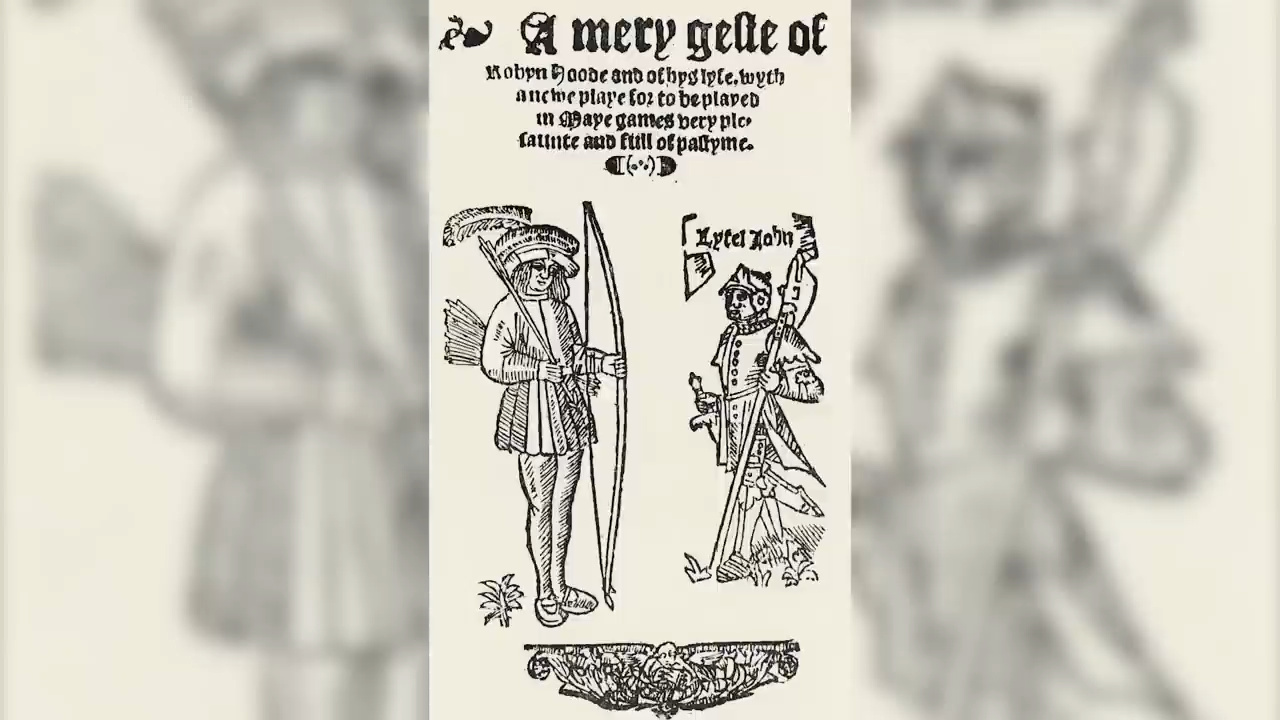 A mery geste of
Robyn Hoode and of hys lyfe, wyth
a newe playe for to be played
in Maye games very ple-
saunte and full of pastyme.
Lytel John